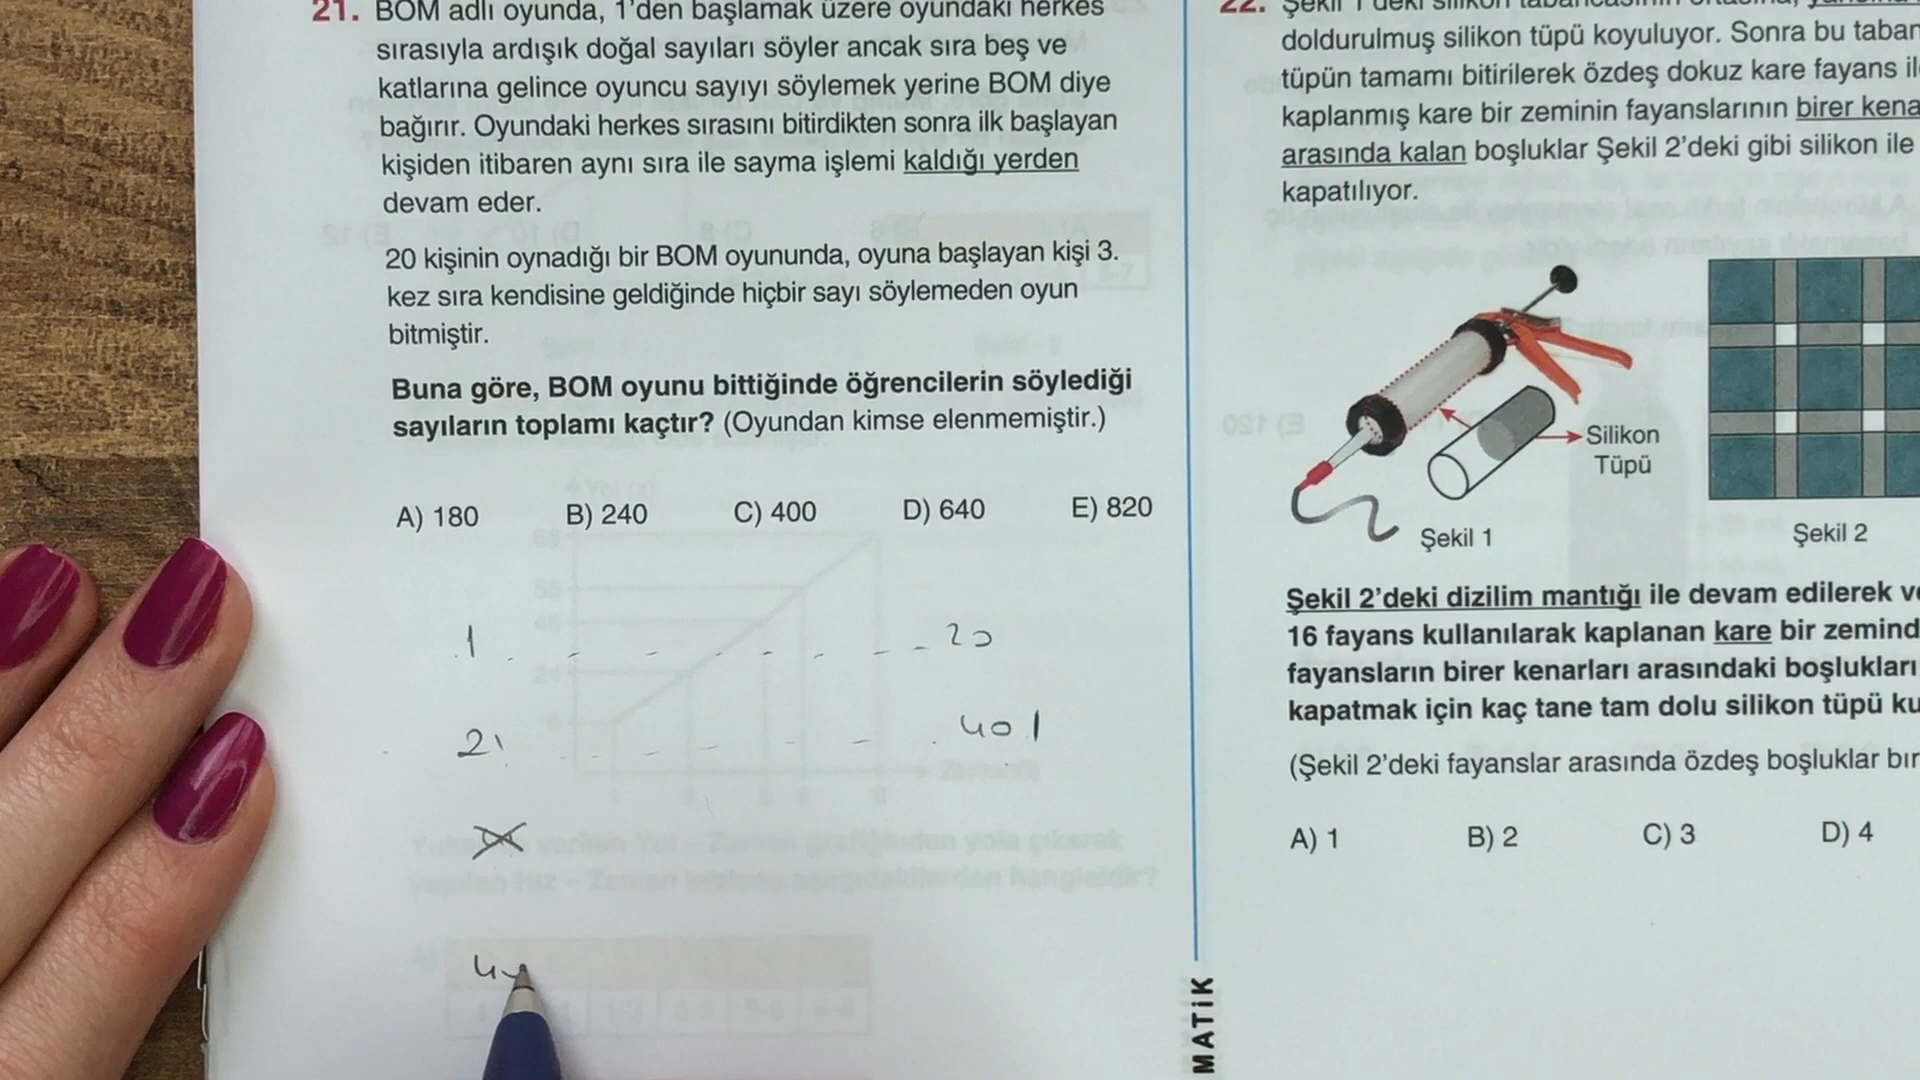 21. BOM adlı oyunda, 1'den başlamak üzere oyundaki herkes
sırasıyla ardışık doğal sayıları söyler ancak sıra beş ve
katlarına gelince oyuncu sayıyı söylemek yerine BOM diye
bağırır. Oyundaki herkes sırasını bitirdikten sonra ilk başlayan
kişiden itibaren aynı sıra ile sayma işlemi kaldığı yerden
devam eder.
20 kişinin oynadığı bir BOM oyununda, oyuna başlayan kişi 3.
kez sıra kendisine geldiğinde hiçbir sayı söylemeden oyun
bitmiştir.
Buna göre, BOM oyunu bittiğinde öğrencilerin söylediği
sayıların toplamı kaçtır? (Oyundan kimse elenmemiştir.)
A) 180 B) 240 C) 400 D) 640 E) 820
1 20
21 40
MATİK
22. Şekil 1'deki silikon tabancasının
doldurulmuş silikon tüpü koyuluyor. Sonra bu
tüpün tamamı bitirilerek özdeş dokuz kare fayans
kaplanmış kare bir zeminin fayanslarının birer
arasında kalan boşluklar Şekil 2'deki gibi silikon ile
kapatılıyor.
Silikon
Tüpü
Şekil 1
Şekil 2
Şekil 2'deki dizilim mantığı ile devam edilerek
16 fayans kullanılarak kaplanan kare bir
fayansların birer kenarları arasındaki boşlukları
kapatmak için kaç tane tam dolu silikon tüpü
(Şekil 2'deki fayanslar arasında özdeş boşluklar
A) 1 B) 2 C) 3 D) 4